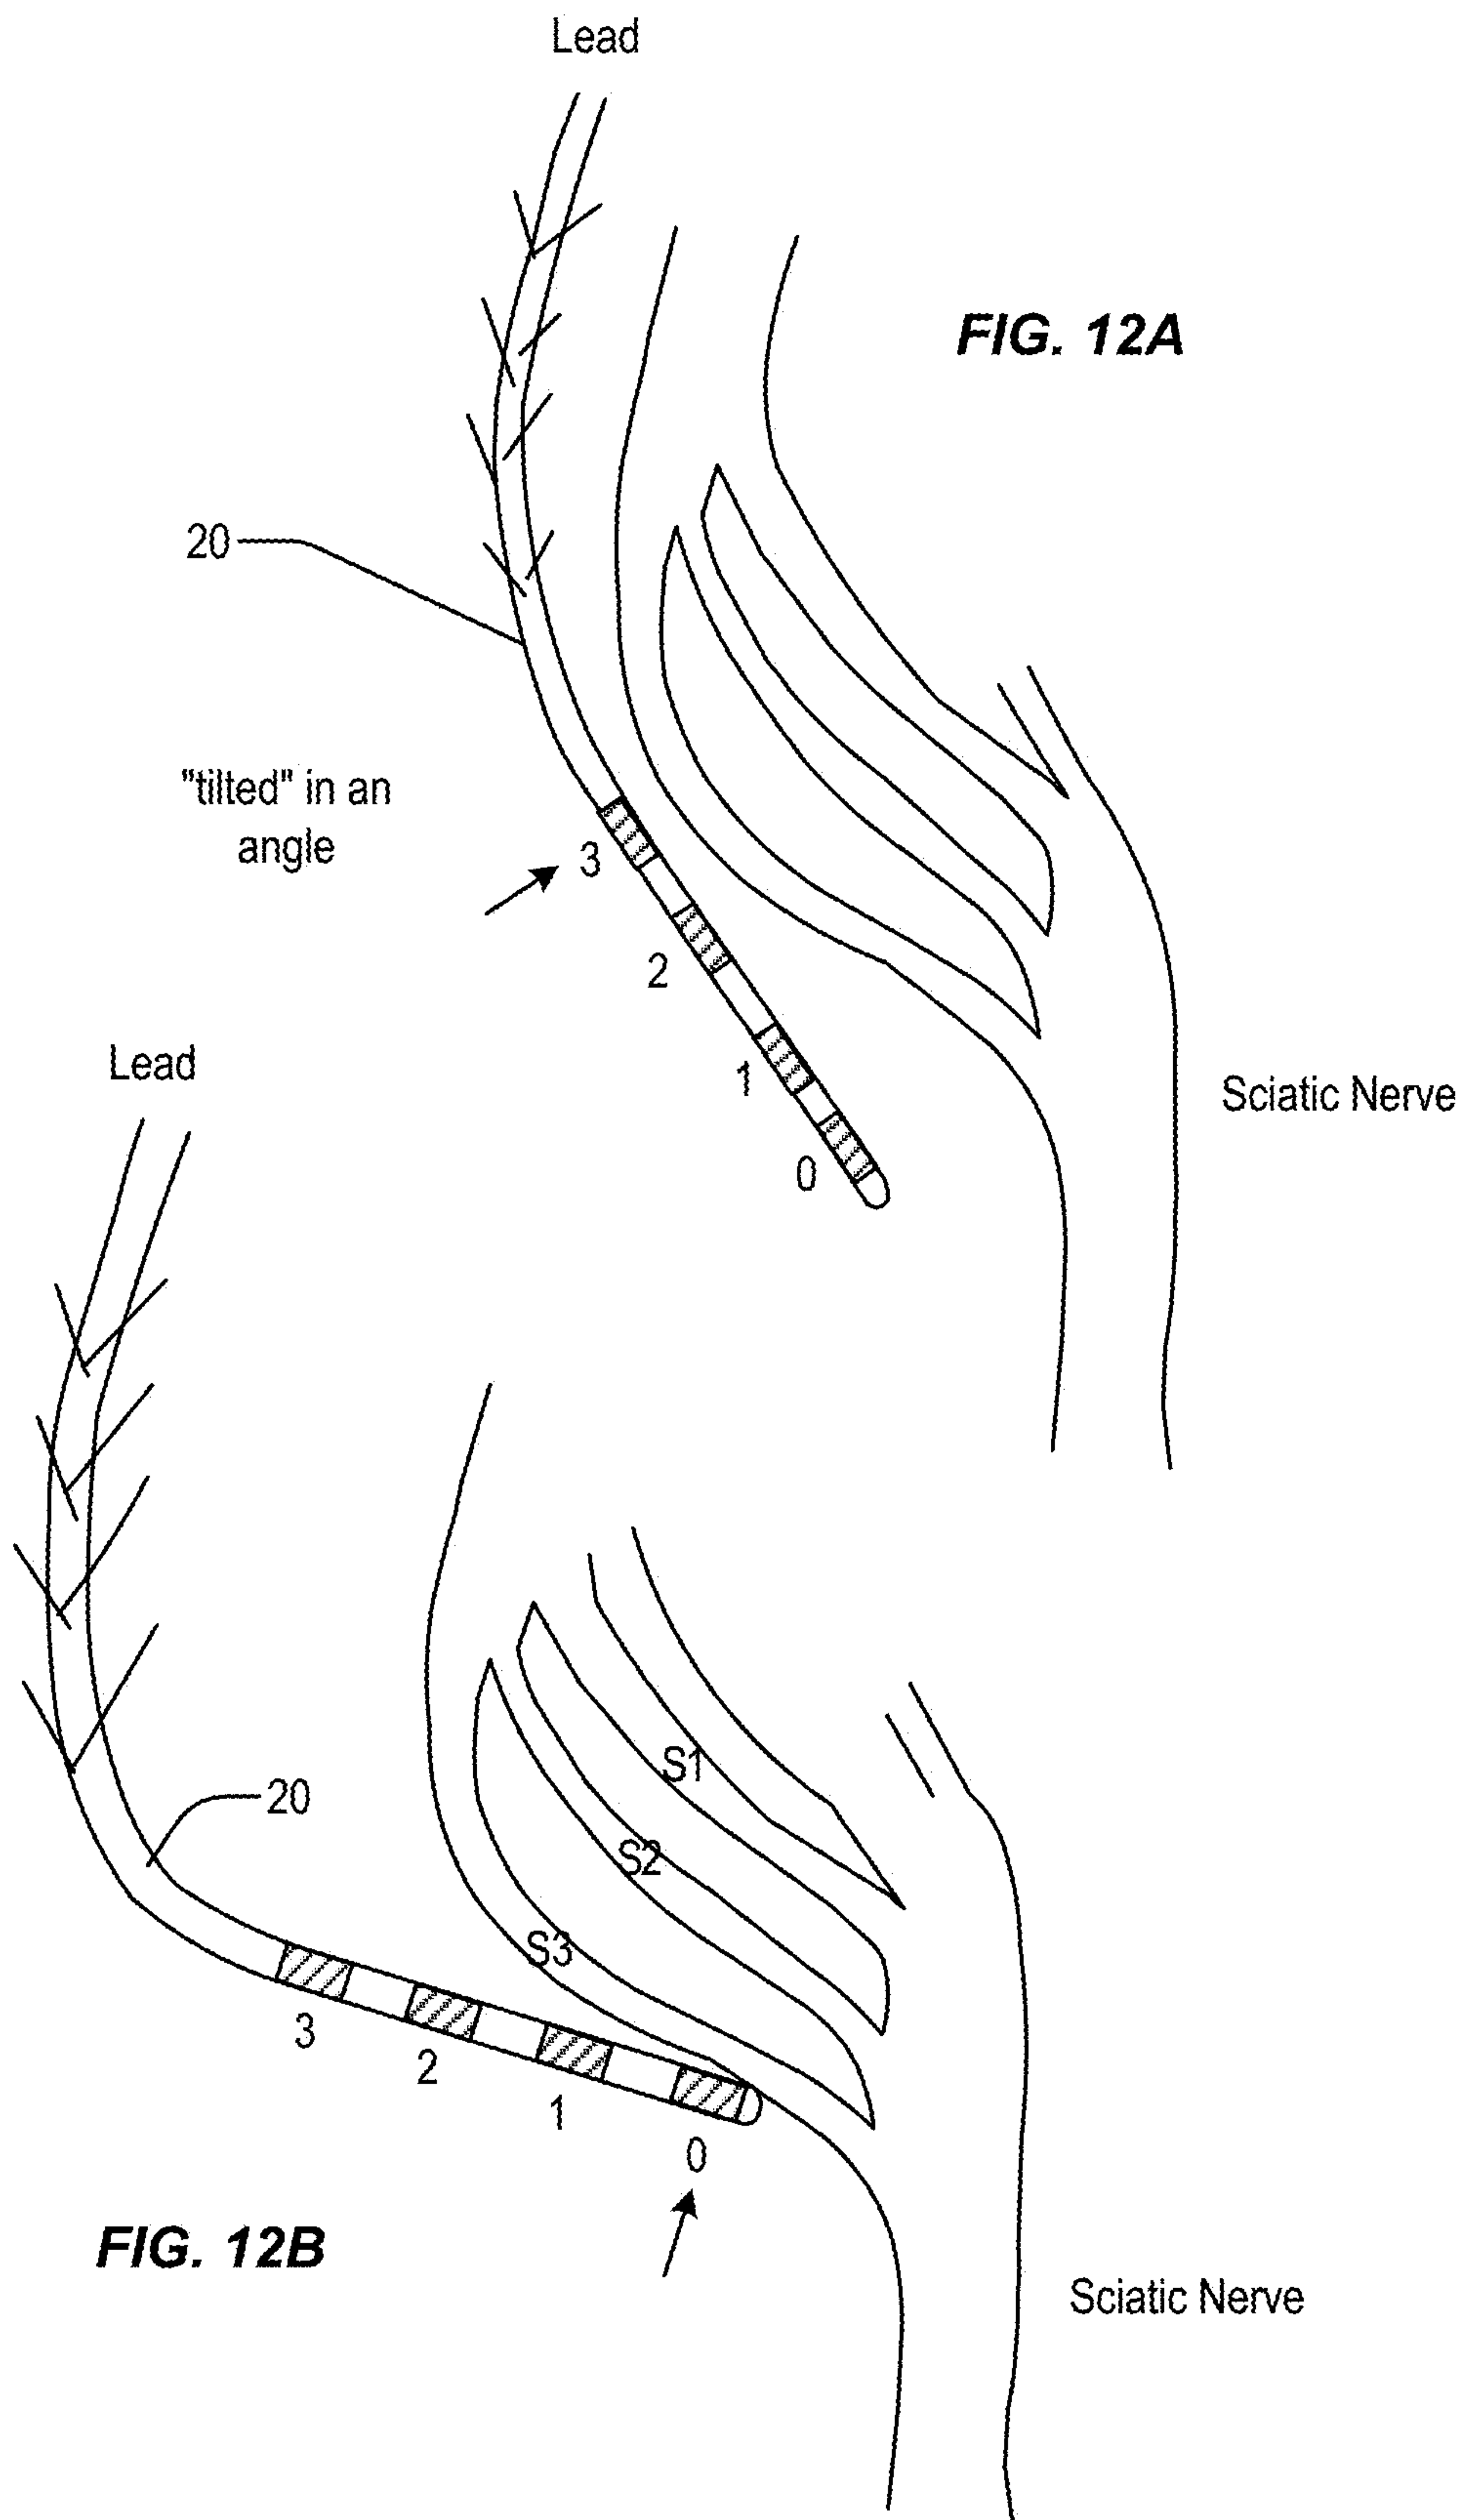 Lead
FIG. 12A
20
"tilted" in an
angle
3
2
1
0
Sciatic Nerve
Lead
S1
20
S2
S3
3
2
1
0
FIG. 12B
Sciatic Nerve